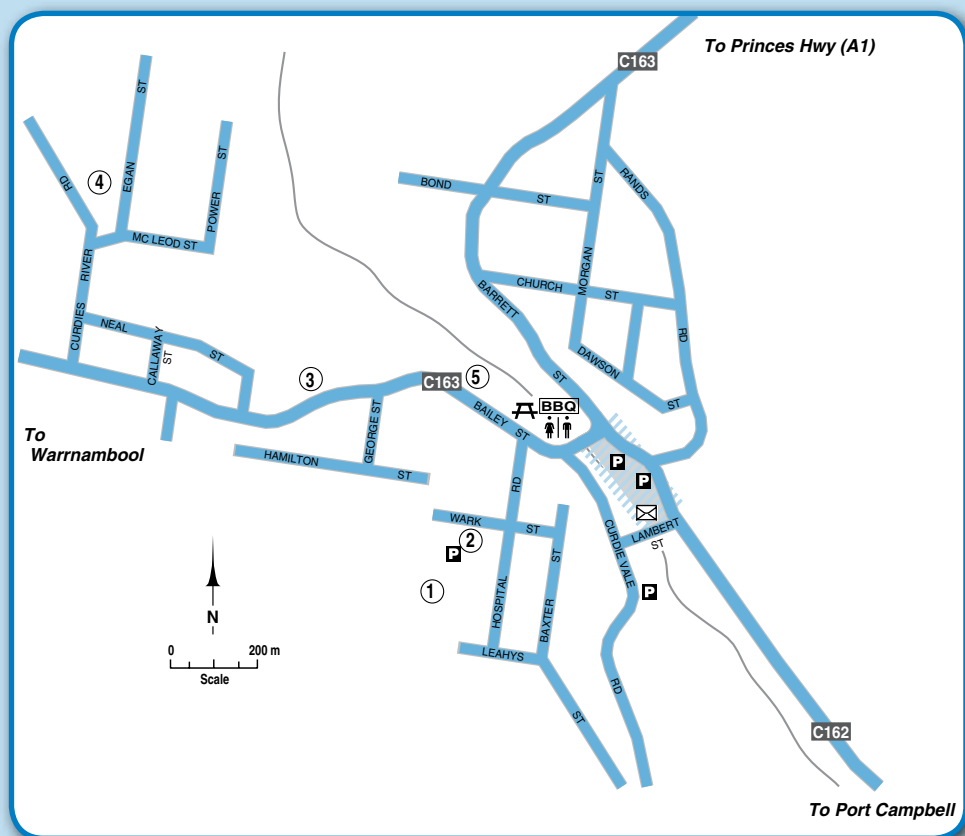 To Princes Hwy (A1)
C163
ST
EGAN
RD
4
POWER
ST
MC LEOD ST
CURDIES
RIVER
NEAL
ST
CALLAWAY
ST
BOND
ST
ST
MORGAN
RANDS
RD
CHURCH
ST
BARRETT
ST
DAWSON
ST
3
C163
5
BAILEY
ST
BBQ
GEORGE ST
To
Warrnambool
HAMILTON
ST
P
P
RD
WARK
ST
2
P
1
HOSPITAL
ST
BAXTER
LEAHYS
ST
CURDIE VALE
RD
LAMBERT
ST
P
N
0
200 m
Scale
C162
To Port Campbell